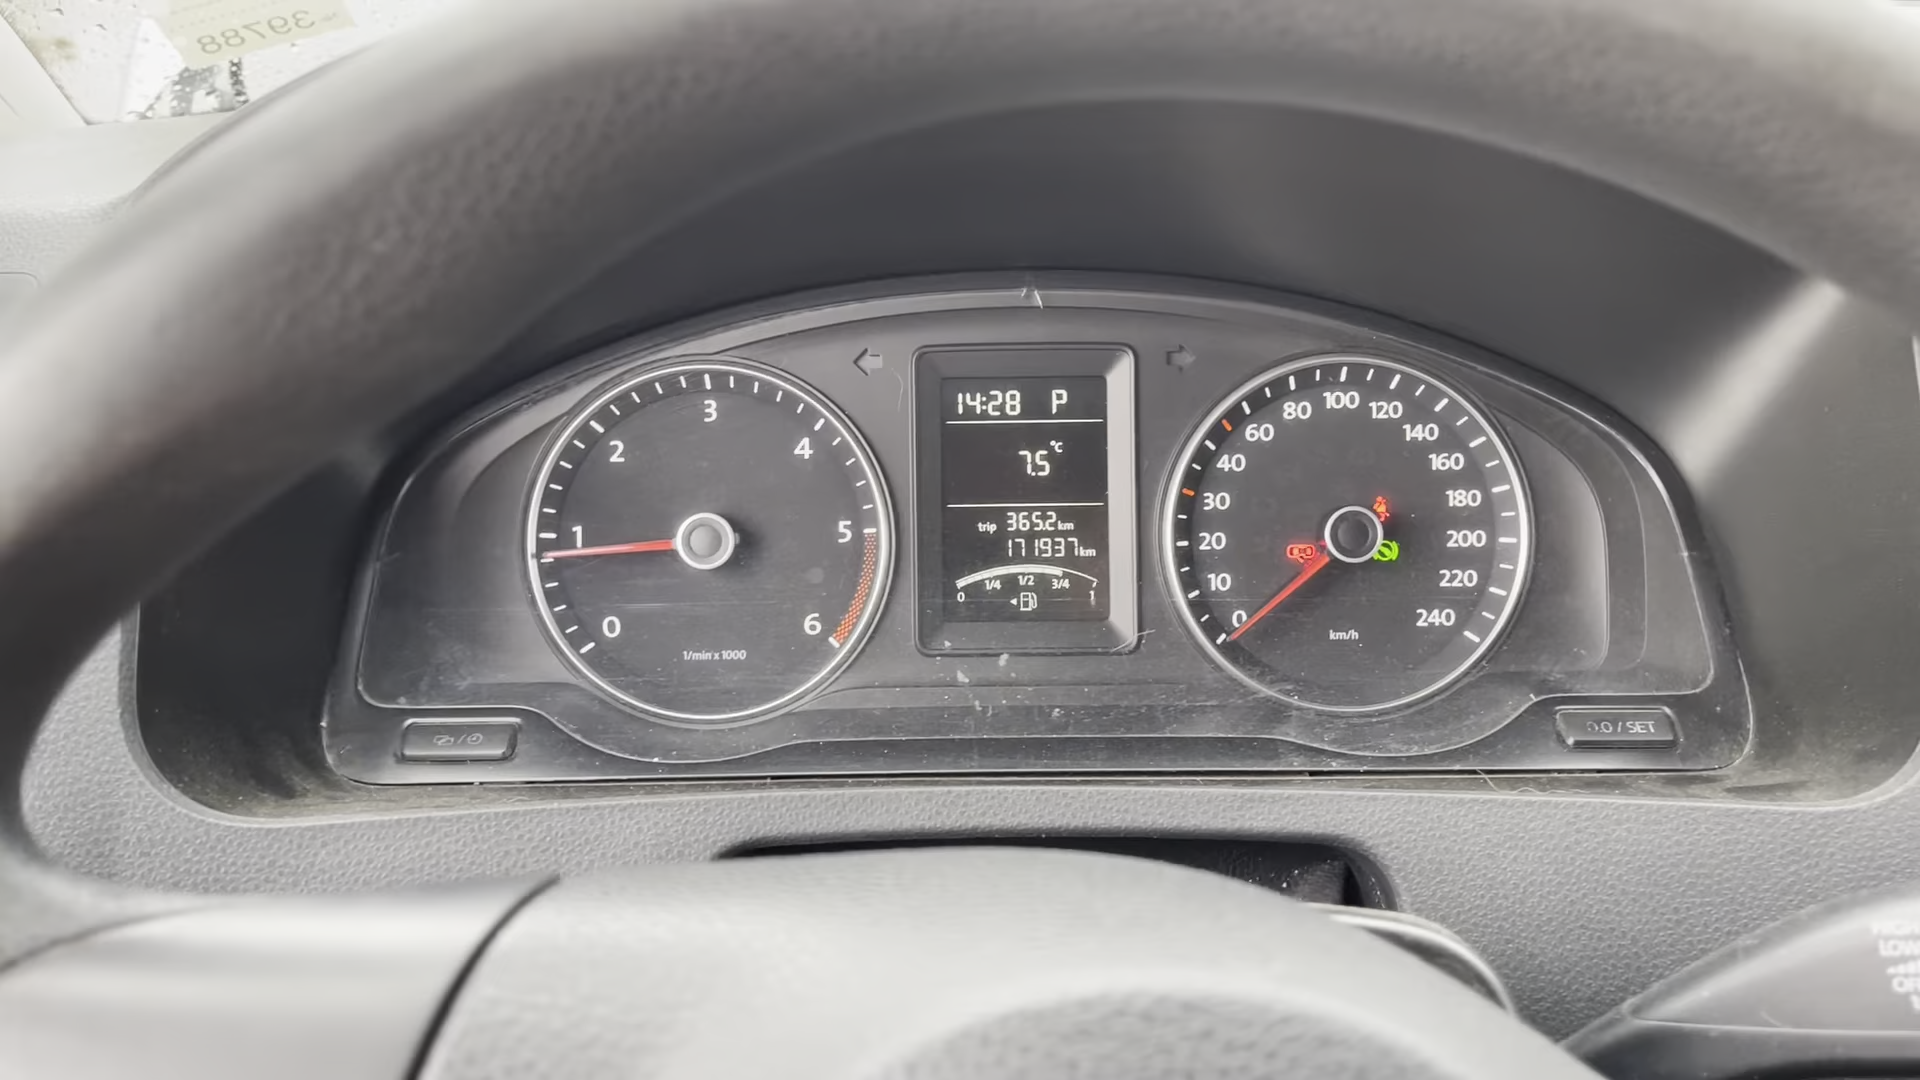 39788
3
2
4
1
5
0
6
1/min x 1000
14:28 P
7.5°C
trip 365.2 km
171937 km
0 1/4 1/2 3/4 1
0
10
20
30
40
60
80
100
120
140
160
180
200
220
240
km/h
0.0 / SET
LOW